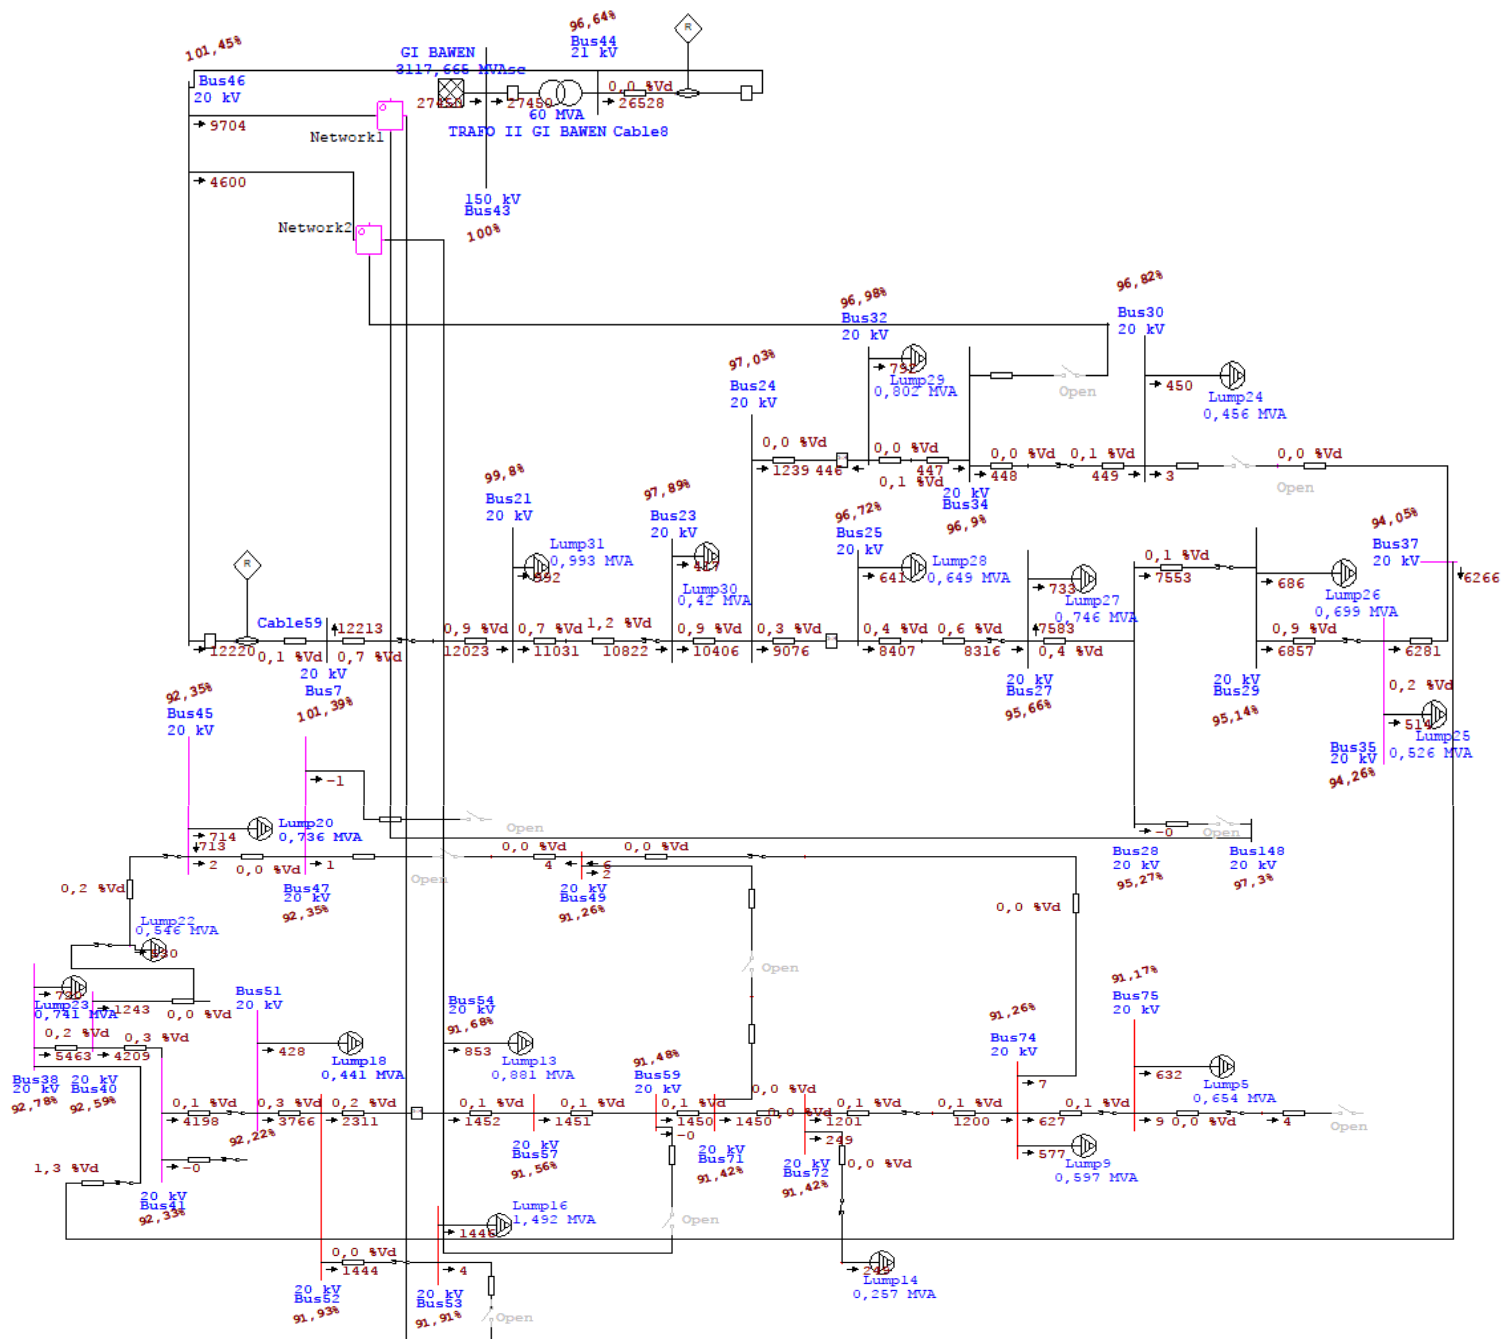 101,45%
Bus46
20 kV
9704
Network1
4600
Network2
GI BAWEN
3117,665 MVAsc
27450
27450
60 MVA
TRAFO II GI BAWEN
Cable8
96,64%
Bus44
21 kV
0,0 %Vd
26528
R
150 kV
Bus43
100%
96,98%
Bus32
20 kV
792
Lump29
0,802 MVA
96,82%
Bus30
20 kV
450
Lump24
0,456 MVA
Open
97,03%
Bus24
20 kV
0,0 %Vd
1239
446
0,0 %Vd
447
0,1 %Vd
20 kV
Bus34
96,9%
0,0 %Vd
448
0,1 %Vd
449
3
0,0 %Vd
Open
99,8%
Bus21
20 kV
Lump31
0,993 MVA
992
97,89%
Bus23
20 kV
417
Lump30
0,42 MVA
96,72%
Bus25
20 kV
641
Lump28
0,649 MVA
733
Lump27
0,746 MVA
0,1 %Vd
7553
686
Lump26
0,699 MVA
94,05%
Bus37
20 kV
6266
R
Cable59
12220
0,1 %Vd
12213
0,7 %Vd
20 kV
Bus7
101,39%
0,9 %Vd
12023
0,7 %Vd
11031
1,2 %Vd
10822
0,9 %Vd
10406
0,3 %Vd
9076
0,4 %Vd
8407
0,6 %Vd
8316
7583
0,4 %Vd
20 kV
Bus27
95,66%
20 kV
Bus29
95,14%
0,9 %Vd
6857
6281
0,2 %Vd
514
Lump25
0,526 MVA
Bus35
20 kV
94,26%
92,35%
Bus45
20 kV
-1
Open
714
Lump20
0,736 MVA
713
2
0,0 %Vd
1
Bus47
20 kV
92,35%
Open
0,0 %Vd
4
6
2
0,0 %Vd
20 kV
Bus49
91,26%
-0
Open
Bus28
20 kV
95,27%
Bus148
20 kV
97,3%
0,2 %Vd
Lump22
0,546 MVA
530
0,0 %Vd
Open
790
Lump23
0,741 MVA
1243
0,0 %Vd
0,2 %Vd
5463
0,3 %Vd
4209
Bus38
20 kV
92,78%
20 kV
Bus40
92,59%
Bus51
20 kV
428
Lump18
0,441 MVA
Bus54
20 kV
91,68%
853
Lump13
0,881 MVA
91,48%
Bus59
20 kV
91,26%
Bus74
20 kV
7
91,17%
Bus75
20 kV
632
Lump5
0,654 MVA
0,1 %Vd
4198
0,3 %Vd
3766
92,22%
0,2 %Vd
2311
0,1 %Vd
1452
0,1 %Vd
1451
0,1 %Vd
1450
-0
1450
0,0 %Vd
0,0 %Vd
0,1 %Vd
1201
249
0,1 %Vd
1200
0,1 %Vd
627
9
0,0 %Vd
4
Open
577
Lump9
0,597 MVA
20 kV
Bus57
91,56%
20 kV
Bus71
91,42%
20 kV
Bus72
91,42%
0,0 %Vd
1,3 %Vd
-0
20 kV
Bus41
92,33%
Lump16
1,492 MVA
1446
Open
0,0 %Vd
1444
4
20 kV
Bus52
91,93%
20 kV
Bus53
91,91%
Open
249
Lump14
0,257 MVA